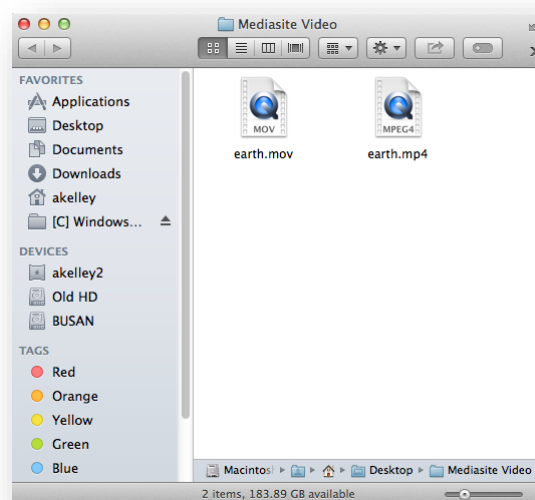 Mediasite Video
FAVORITES
Applications
Desktop
Documents
Downloads
akelley
[C] Windows...
DEVICES
akelley2
Old HD
BUSAN
TAGS
Red
Orange
Yellow
Green
Blue
MOV
MPEG4
earth.mov
earth.mp4
Macintos Desktop Mediasite Video
2 items, 183.89 GB available